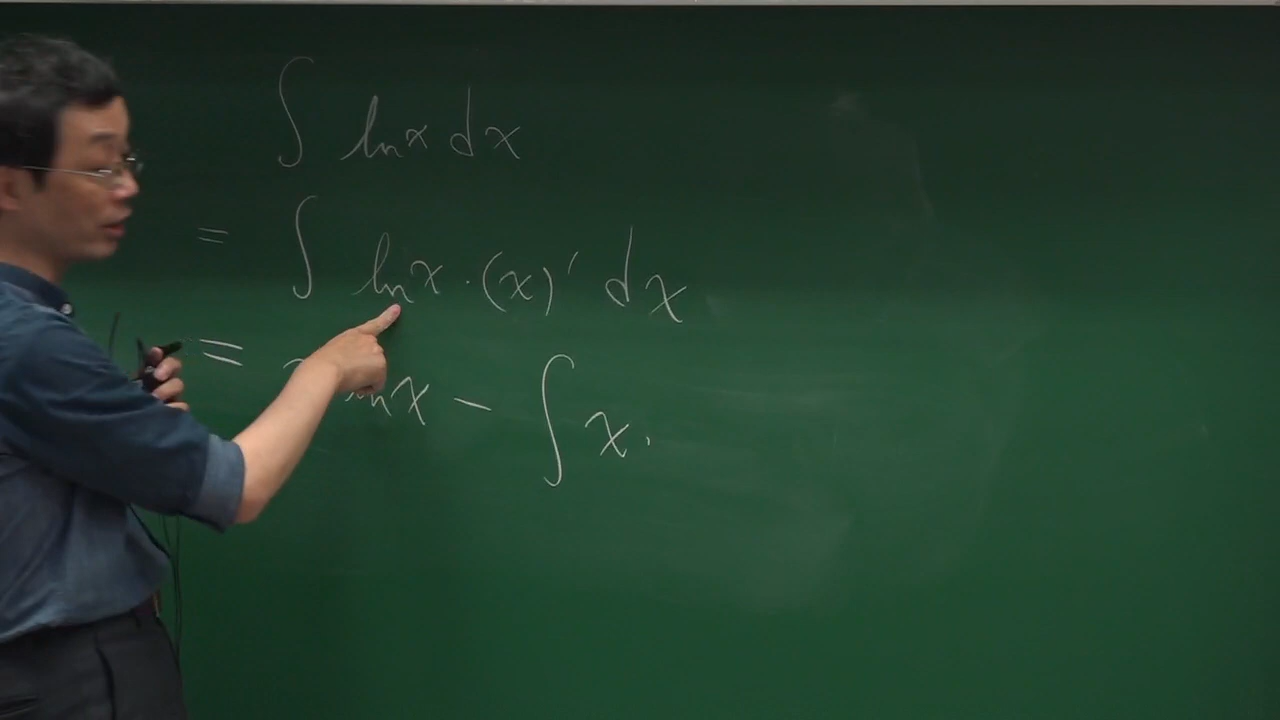 ∫ ln x dx
= ∫ ln x · (x)′ dx
= x ln x − ∫ x ·